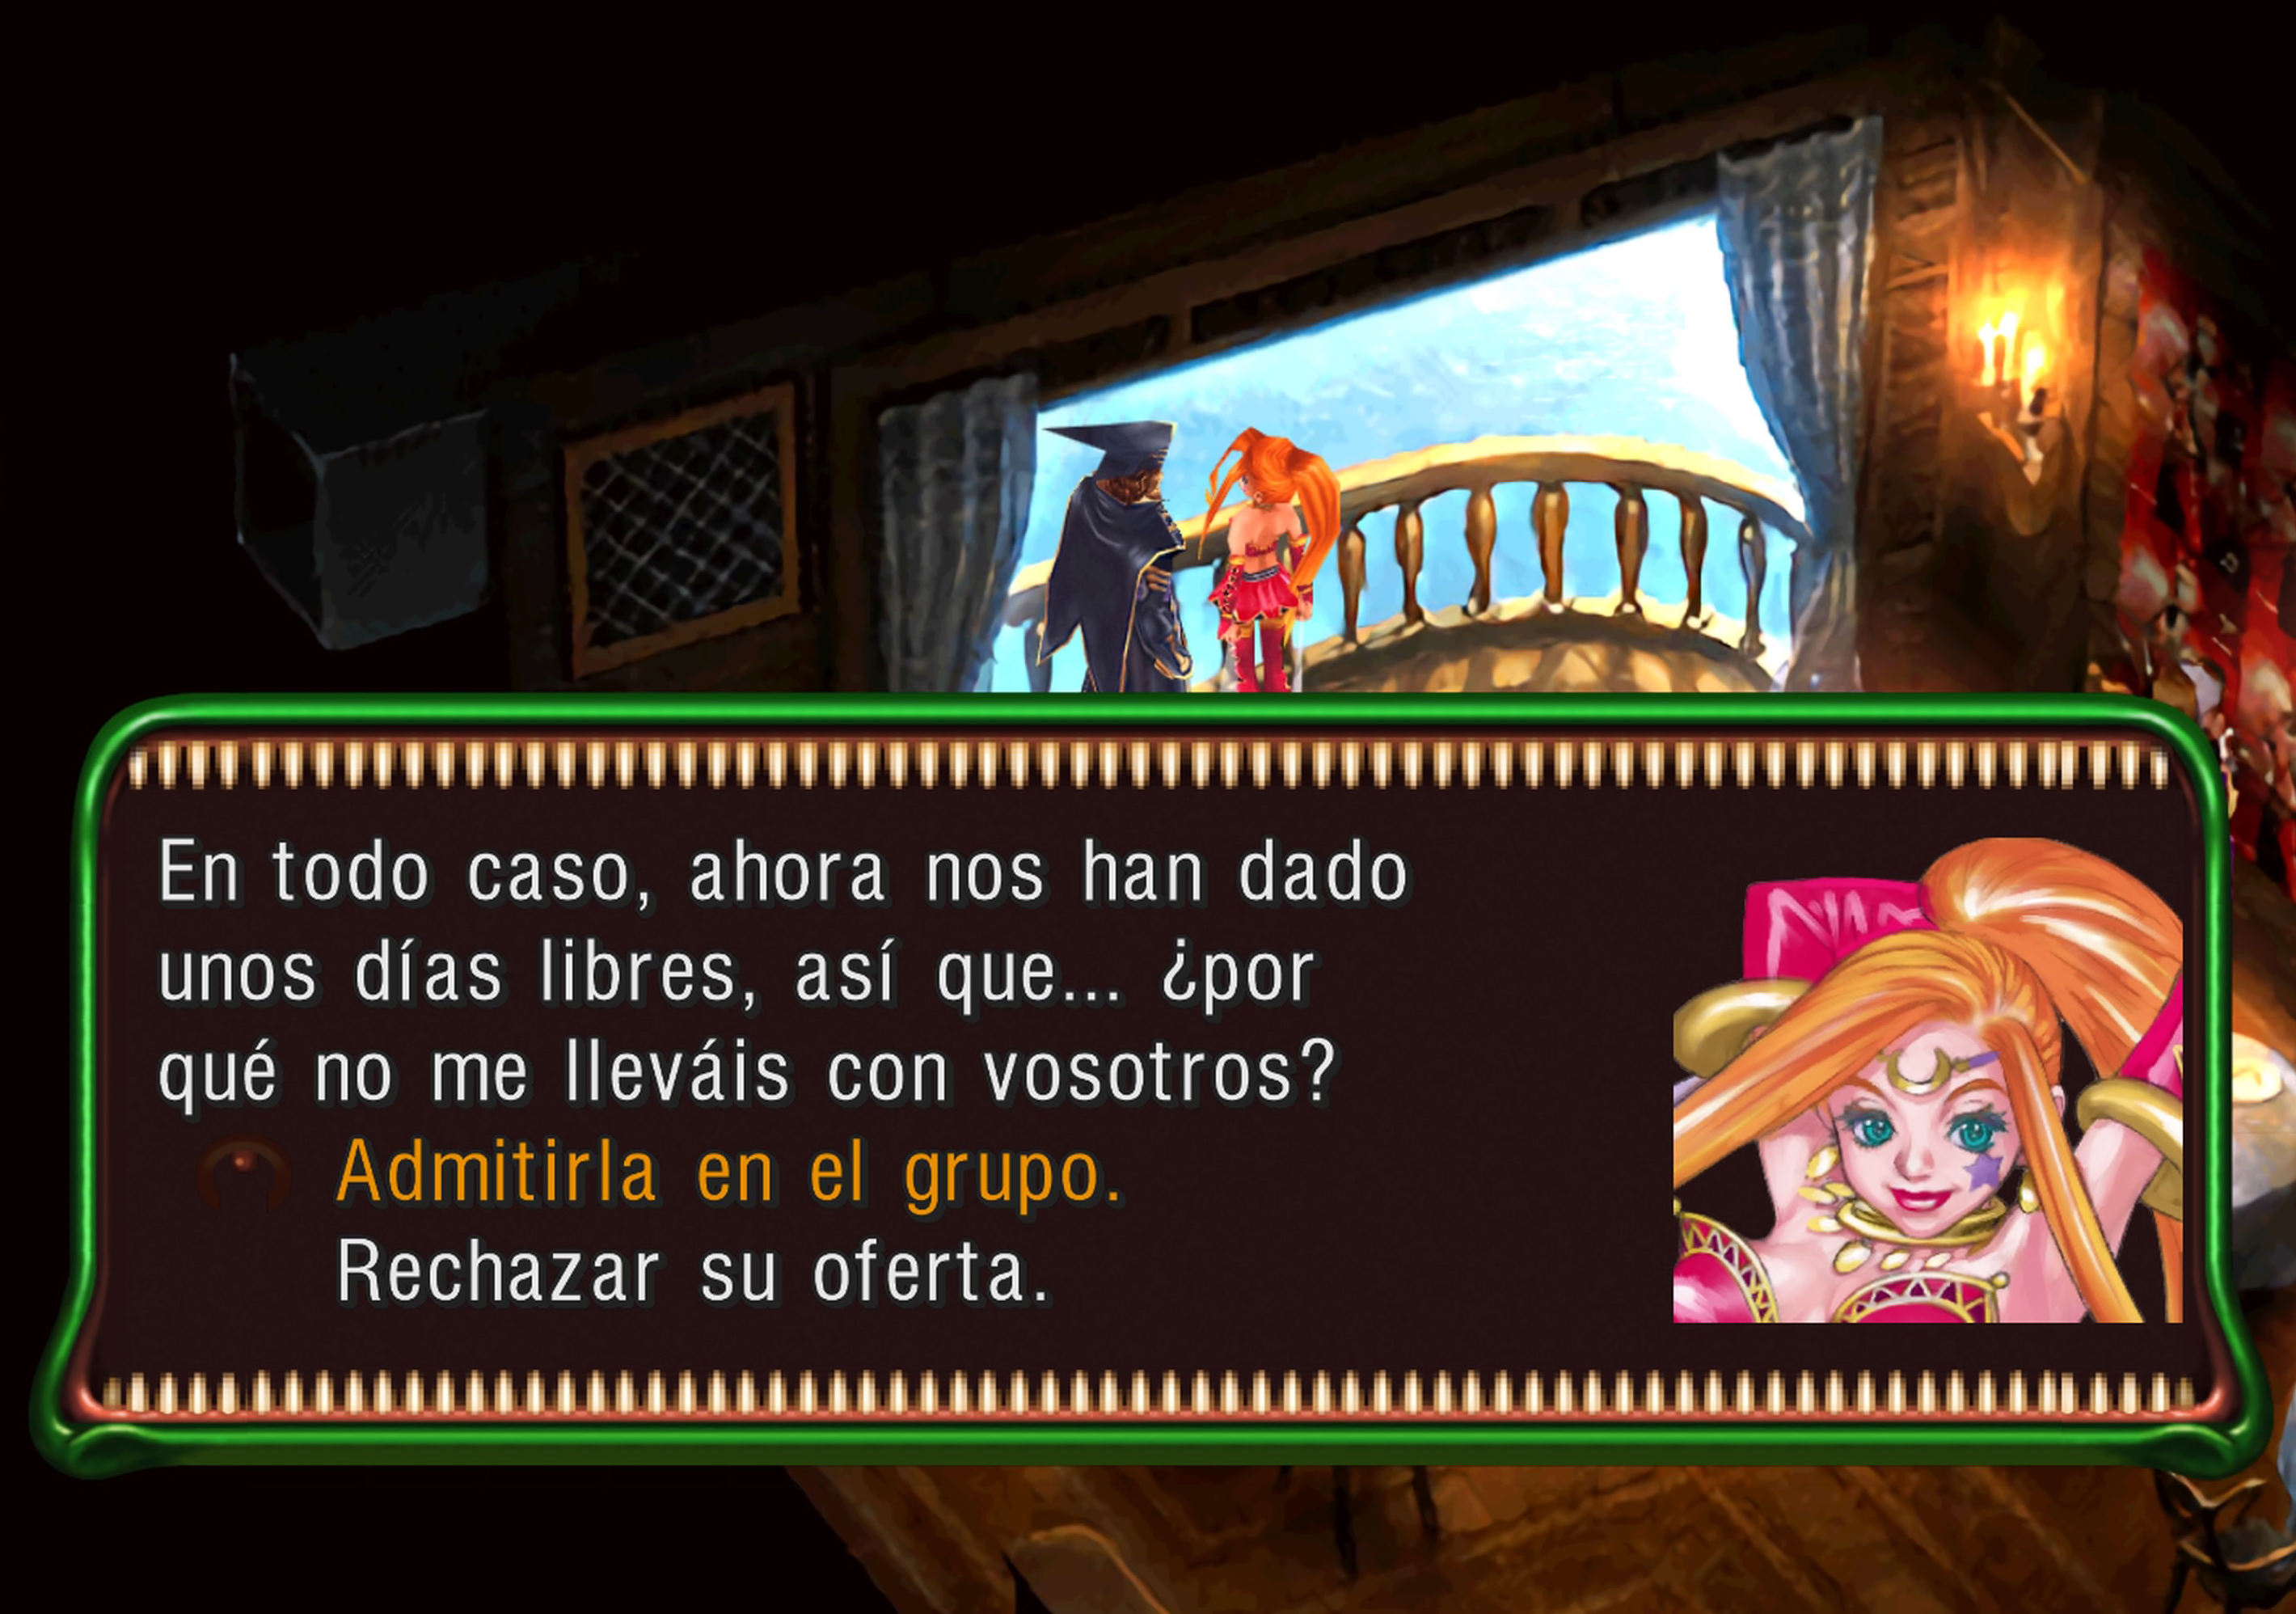 En todo caso, ahora nos han dado
unos días libres, así que... ¿por
qué no me lleváis con vosotros?
Admitirla en el grupo.
Rechazar su oferta.